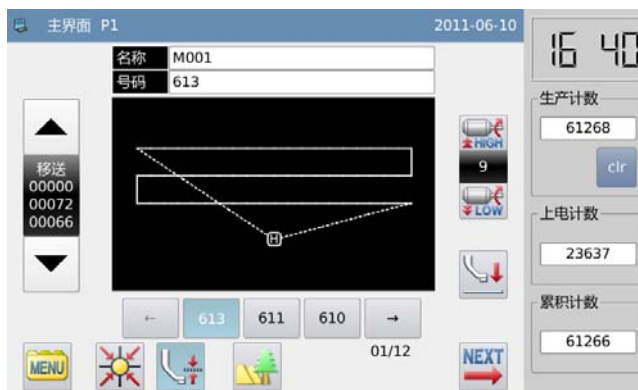 主界面 P1
2011-06-10
16 40
名称 M001
号码 613
移送
00000
00072
00066
H
HIGH
9
LOW
← 613 611 610 →
01/12
MENU
NEXT
生产计数
61268
clr
上电计数
23637
累积计数
61266